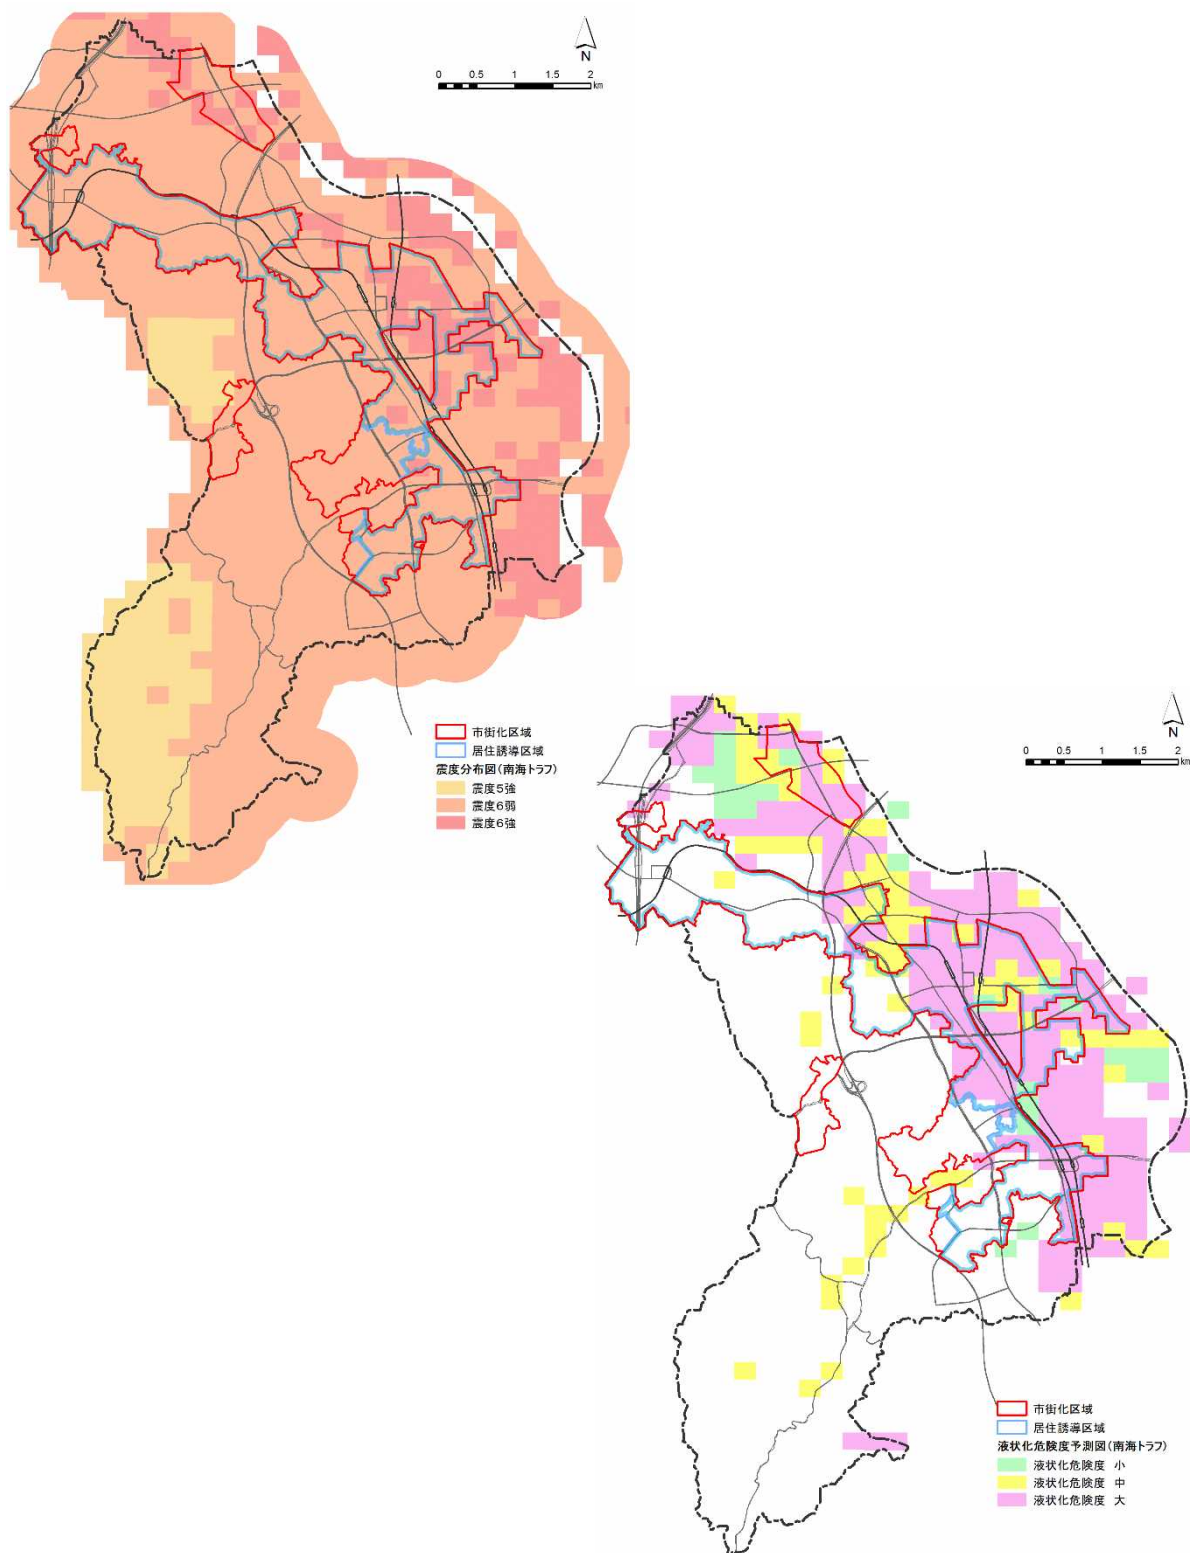 N
0 0.5 1 1.5 2
km
市街化区域
居住誘導区域
震度分布図(南海トラフ)
震度5強
震度6弱
震度6強
N
0 0.5 1 1.5 2
km
市街化区域
居住誘導区域
液状化危険度予測図(南海トラフ)
液状化危険度 小
液状化危険度 中
液状化危険度 大